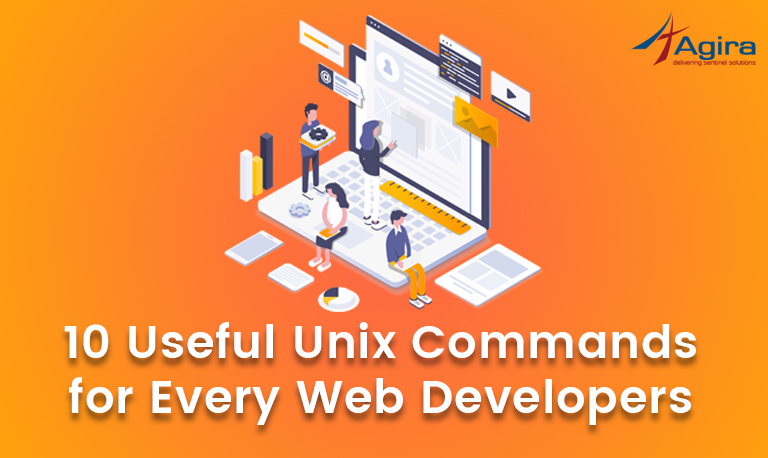 Agira
delivering sentinel solutions
@
10 Useful Unix Commands
for Every Web Developers